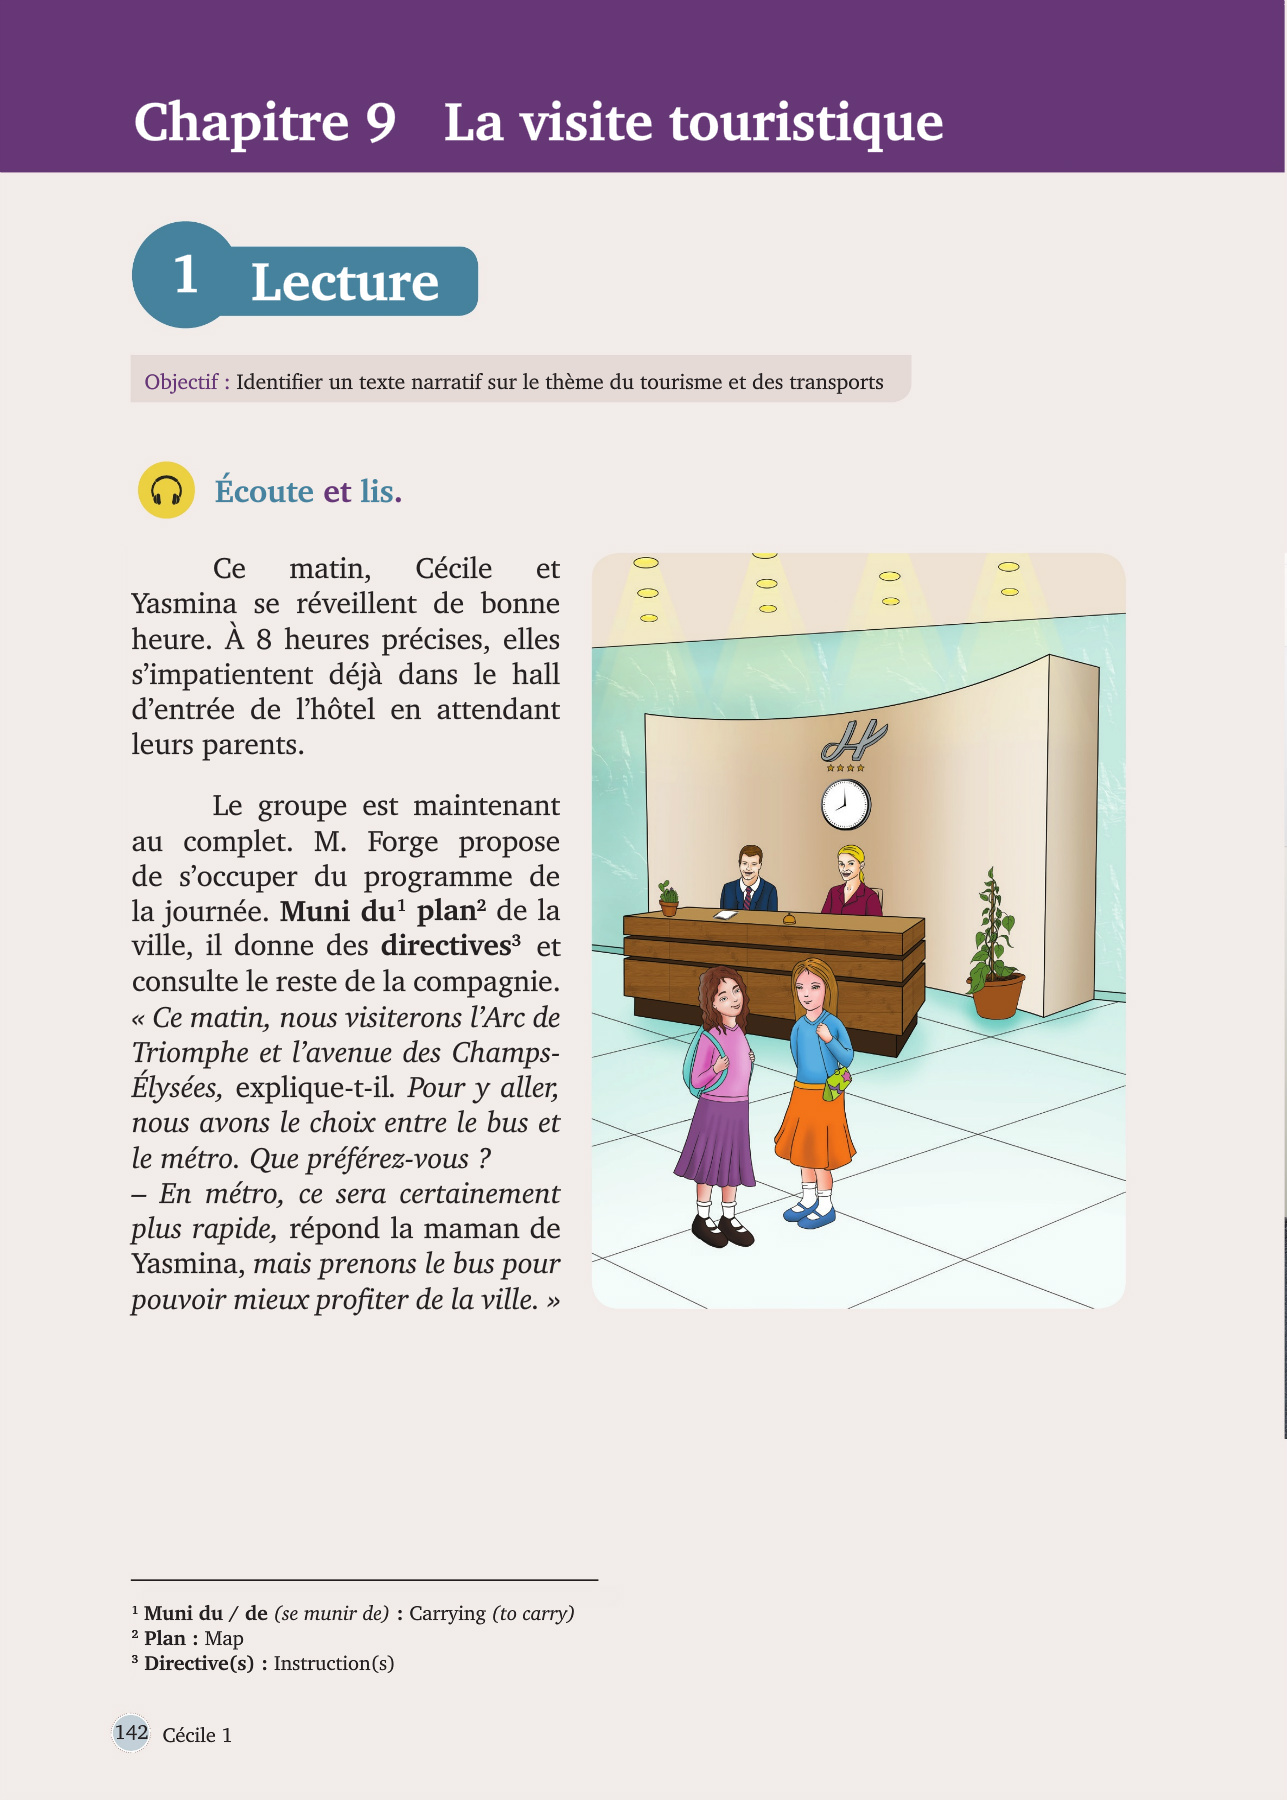 Chapitre 9 La visite touristique
1 Lecture
Objectif : Identifier un texte narratif sur le thème du tourisme et des transports
Écoute et lis.
Ce matin, Cécile et
Yasmina se réveillent de bonne
heure. À 8 heures précises, elles
s’impatientent déjà dans le hall
d’entrée de l’hôtel en attendant
leurs parents.
Le groupe est maintenant
au complet. M. Forge propose
de s’occuper du programme de
la journée. Muni du¹ plan² de la
ville, il donne des directives³ et
consulte le reste de la compagnie.
« Ce matin, nous visiterons l’Arc de
Triomphe et l’avenue des Champs-
Élysées, explique-t-il. Pour y aller,
nous avons le choix entre le bus et
le métro. Que préférez-vous ?
– En métro, ce sera certainement
plus rapide, répond la maman de
Yasmina, mais prenons le bus pour
pouvoir mieux profiter de la ville. »
H
¹ Muni du / de (se munir de) : Carrying (to carry)
² Plan : Map
³ Directive(s) : Instruction(s)
142 Cécile 1